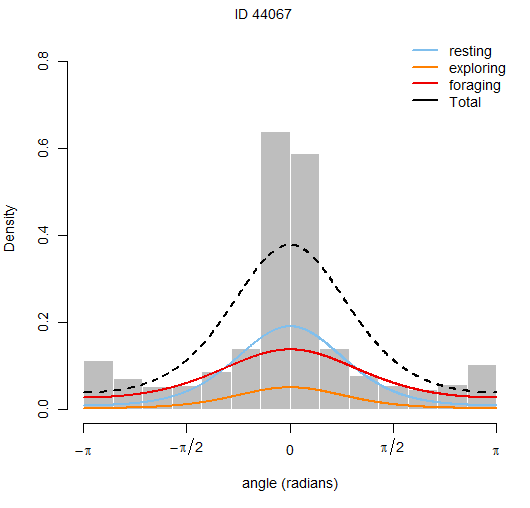 ID 44067
resting
exploring
foraging
Total
Density
0.8
0.6
0.4
0.2
0.0
−π
−π/2
0
π/2
π
angle (radians)